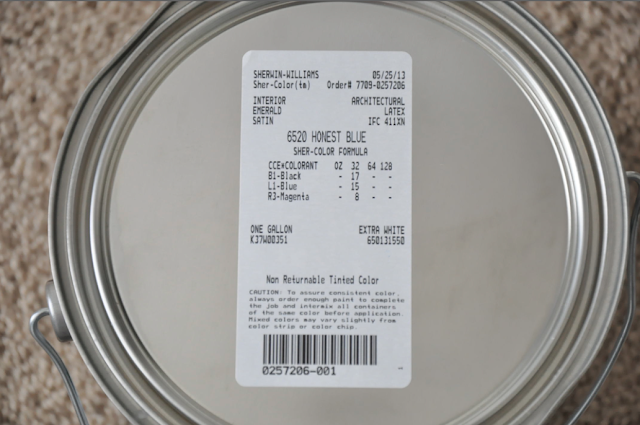 SHERWIN-WILLIAMS 05/25/13
Sher-Color(tm) Order# 7709-0257206
INTERIOR ARCHITECTURAL
EMERALD LATEX
SATIN IFC 411XN
6520 HONEST BLUE
SHER-COLOR FORMULA
CCE*COLORANT OZ 32 64 128
B1-Black - 17 - -
L1-Blue - 15 - -
R3-Magenta - 8 - -
ONE GALLON EXTRA WHITE
K37W00351 650131550
Non Returnable Tinted Color
CAUTION: To assure consistent color,
always order enough paint to complete
the job and intermix all containers
of the same color before application.
Mixed colors may vary slightly from
color strip or color chip.
0257206-001